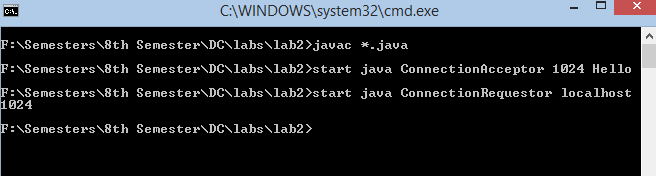 C:\WINDOWS\system32\cmd.exe
F:\Semesters\8th Semester\DC\labs\lab2>javac *.java
F:\Semesters\8th Semester\DC\labs\lab2>start java ConnectionAcceptor 1024 Hello
F:\Semesters\8th Semester\DC\labs\lab2>start java ConnectionRequestor localhost
1024
F:\Semesters\8th Semester\DC\labs\lab2>